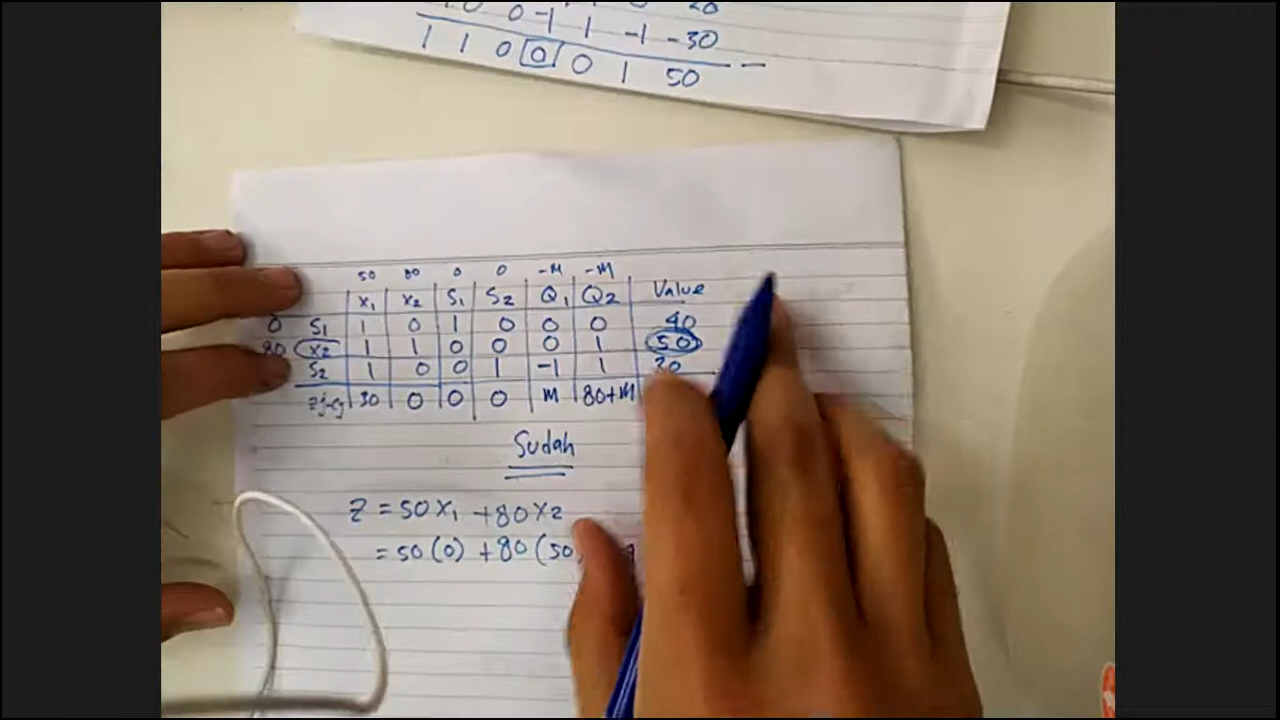 20
0 -1 1 -1 -30
1 1 0 0 0 1 50
50 80 0 0 -M -M
X1 X2 S1 S2 Q1 Q2 Value
0 S1 1 0 1 0 0 0 40
80 X2 1 1 0 0 0 1 50
S2 1 0 0 1 -1 1 20
Zj-Cj 30 0 0 0 M 80+M
Sudah
Z = 50X1 + 80X2
= 50(0) + 80(50